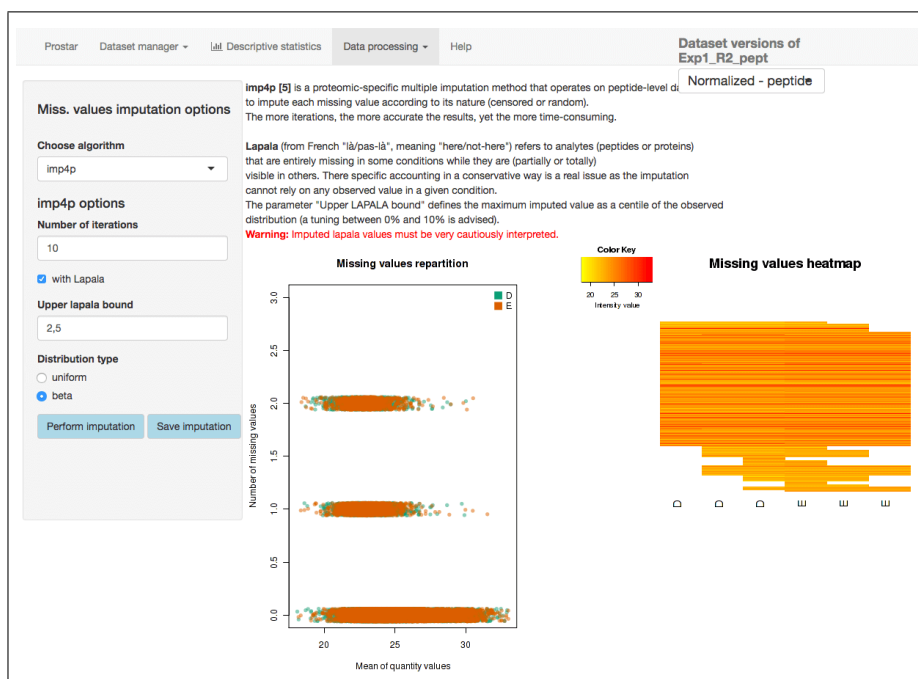 Prostar
Dataset manager
Descriptive statistics
Data processing
Help
Dataset versions of
Exp1_R2_pept
Normalized - peptide
Miss. values imputation options
Choose algorithm
imp4p
imp4p options
Number of iterations
10
with Lapala
Upper lapala bound
2,5
Distribution type
uniform
beta
Perform imputation
Save imputation
imp4p [5] is a proteomic-specific multiple imputation method that operates on peptide-level da
to impute each missing value according to its nature (censored or random).
The more iterations, the more accurate the results, yet the more time-consuming.
Lapala (from French "là/pas-là", meaning "here/not-here") refers to analytes (peptides or proteins)
that are entirely missing in some conditions while they are (partially or totally)
visible in others. There specific accounting in a conservative way is a real issue as the imputation
cannot rely on any observed value in a given condition.
The parameter "Upper LAPALA bound" defines the maximum imputed value as a centile of the observed
distribution (a tuning between 0% and 10% is advised).
Warning: Imputed lapala values must be very cautiously interpreted.
Missing values repartition
D
E
3.0
2.5
2.0
1.5
1.0
0.5
0.0
Number of missing values
20 25 30
Mean of quantity values
Color Key
20 25 30
Intensity value
Missing values heatmap
D D D E E E